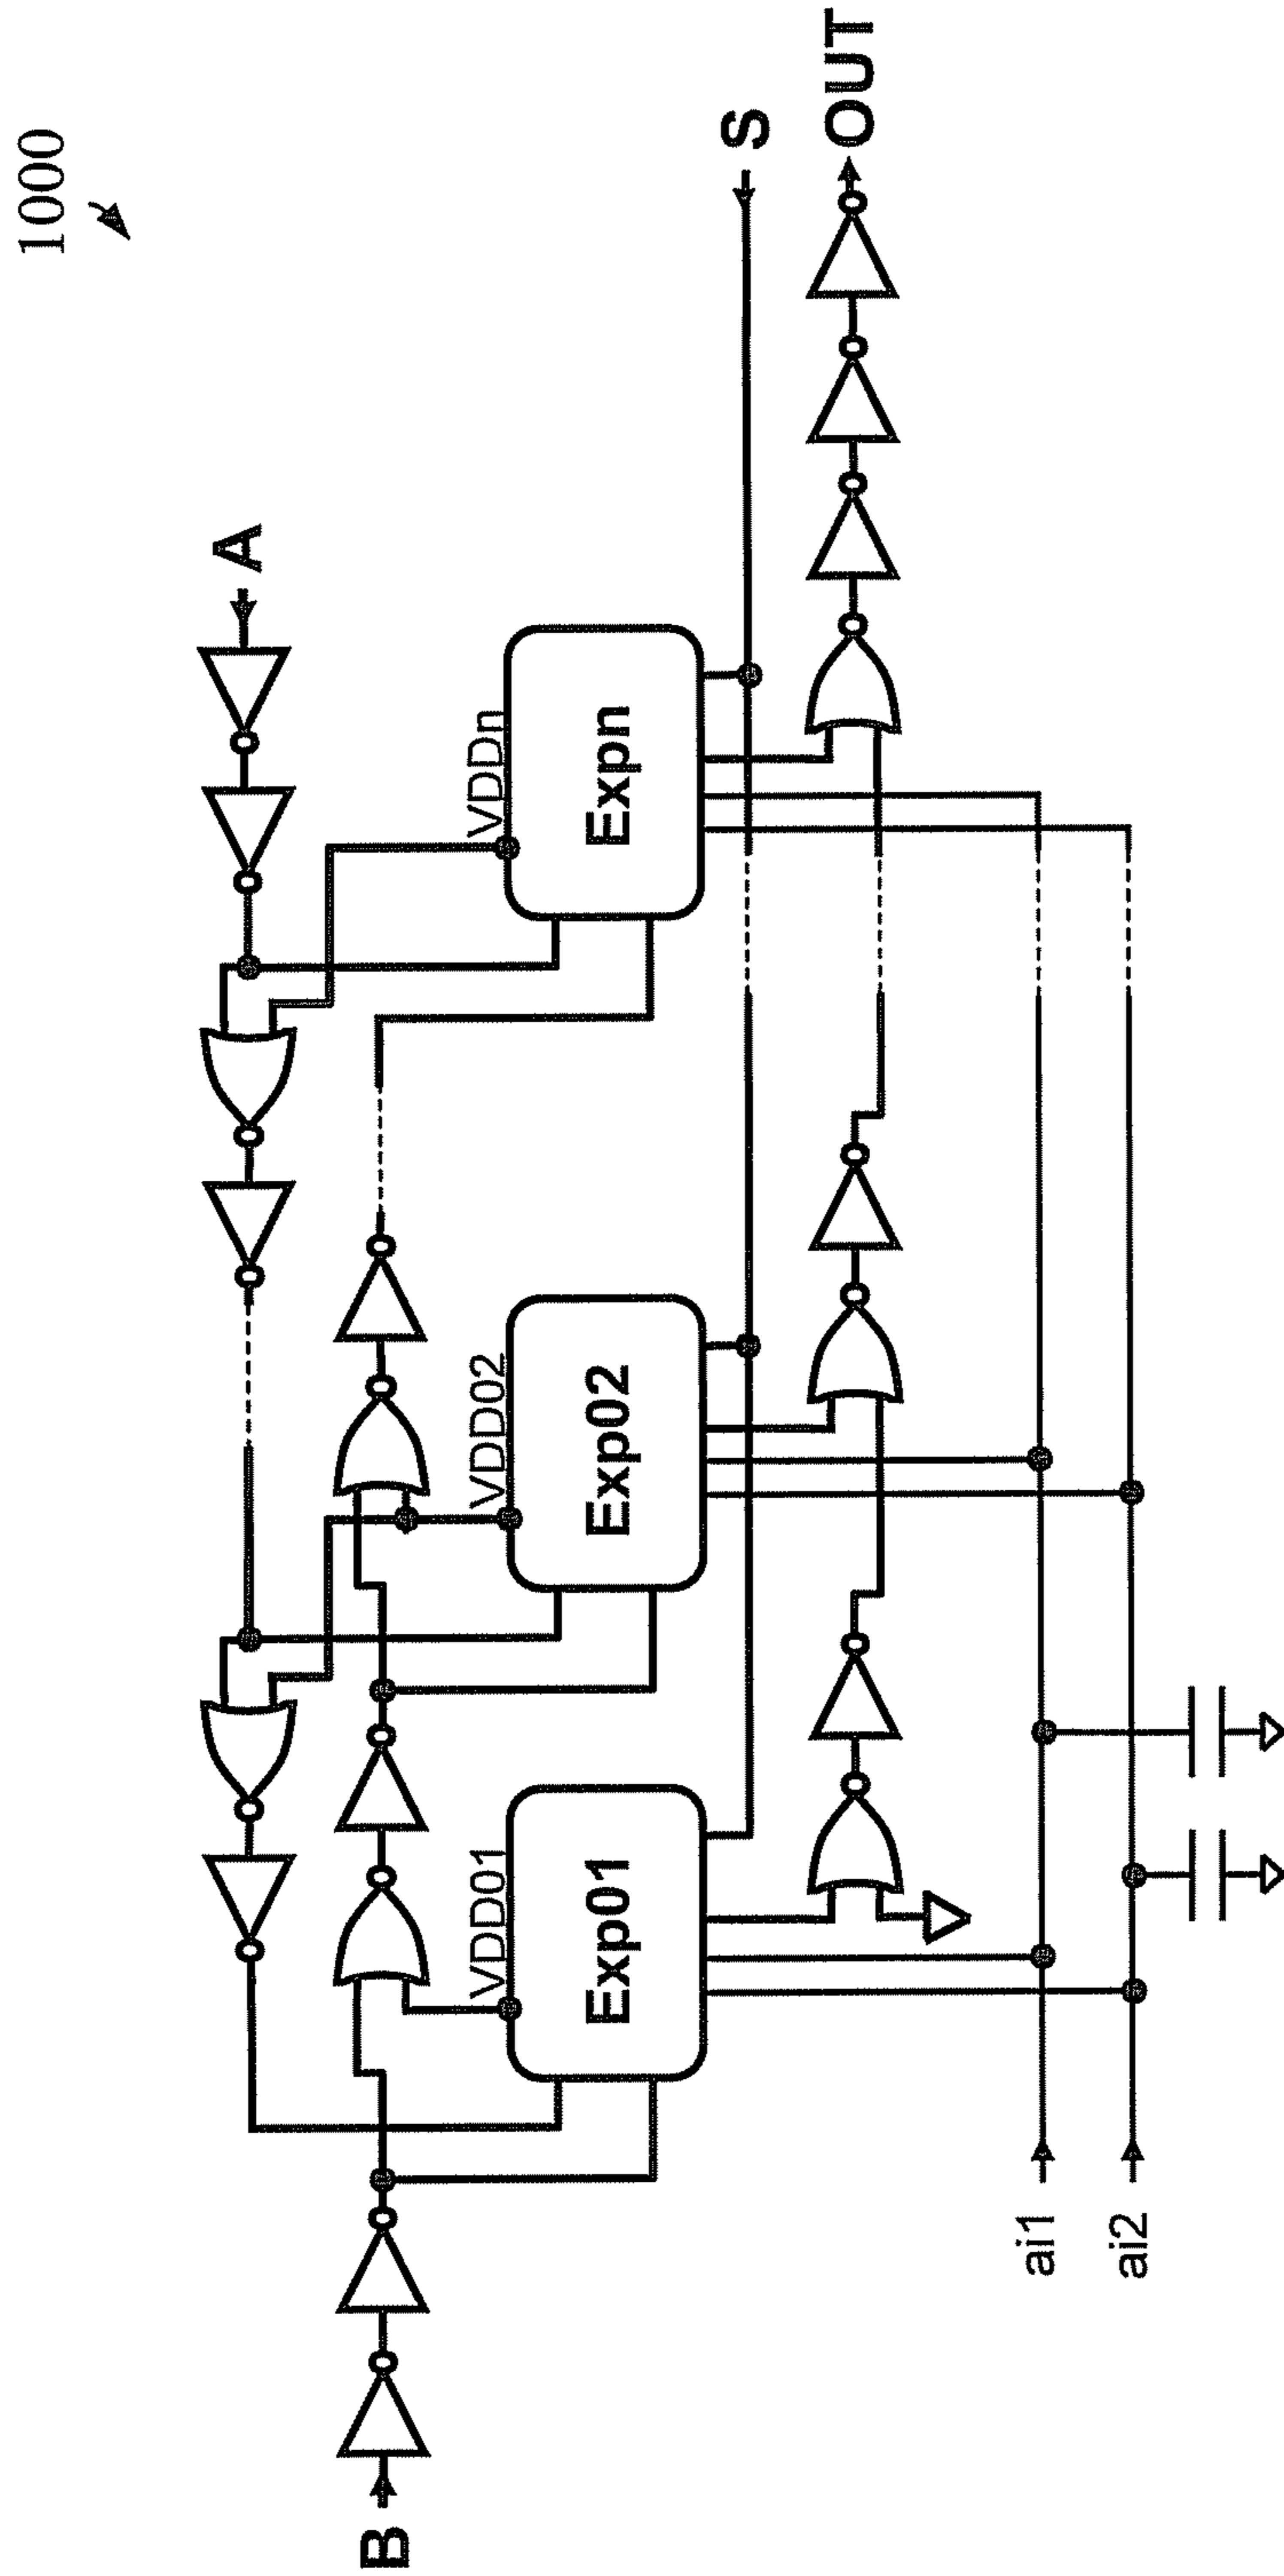 1000
A
B
VDD01
VDD02
VDDn
Exp01
Exp02
Expn
S
OUT
ai1
ai2